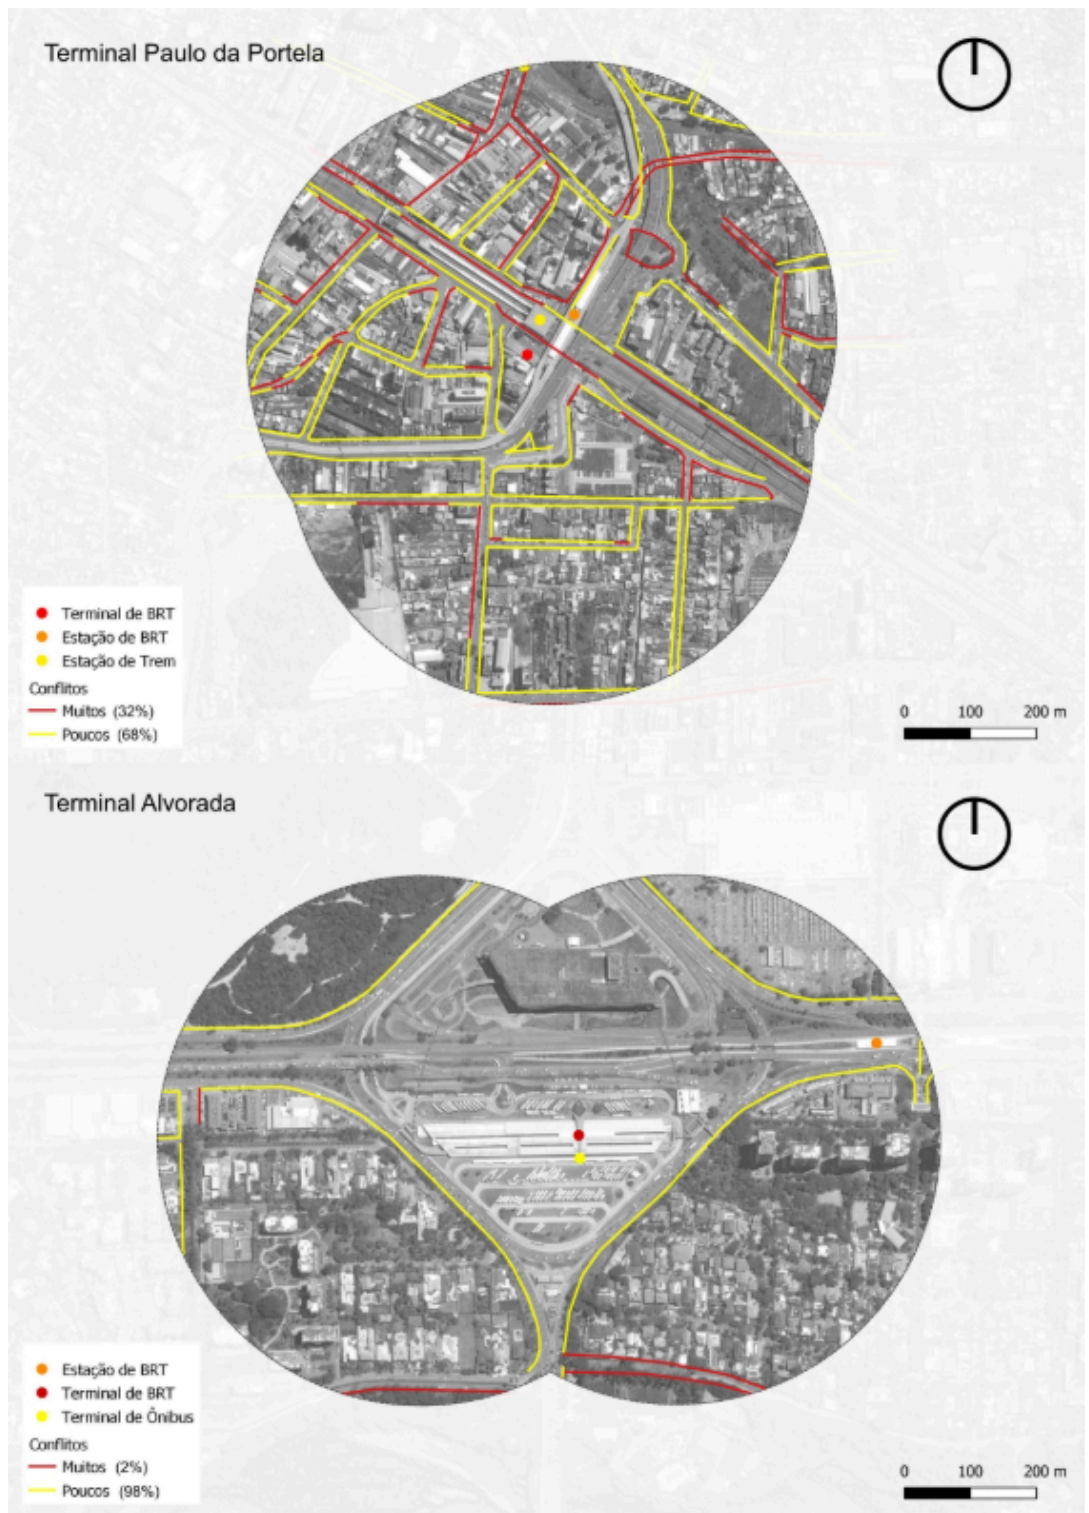 Terminal Paulo da Portela
Terminal de BRT
Estação de BRT
Estação de Trem
Conflitos
Muitos (32%)
Poucos (68%)
0 100 200 m
Terminal Alvorada
Estação de BRT
Terminal de BRT
Terminal de Ônibus
Conflitos
Muitos (2%)
Poucos (98%)
0 100 200 m